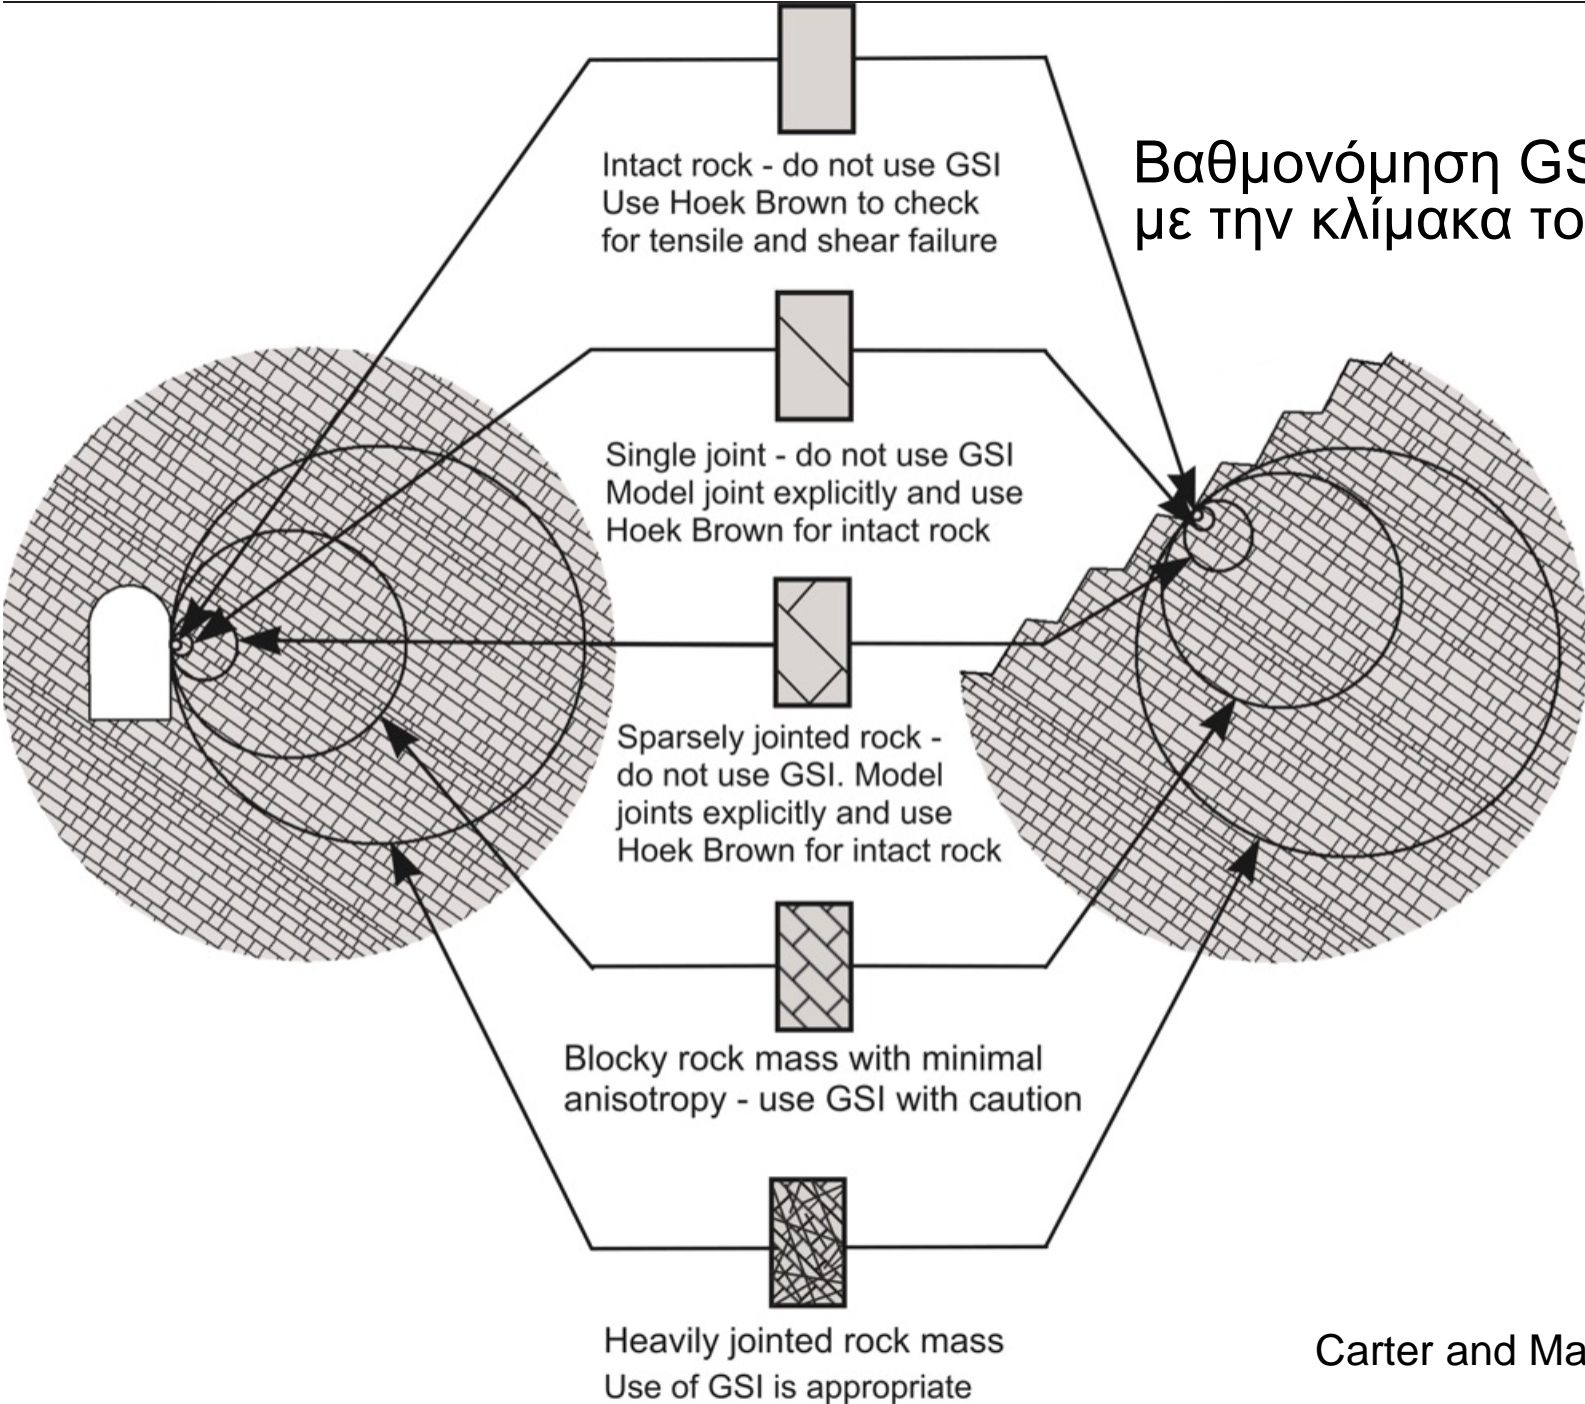 Intact rock - do not use GSI
Use Hoek Brown to check
for tensile and shear failure
Βαθμονόμηση
με την κλίμακα
Single joint - do not use GSI
Model joint explicitly and use
Hoek Brown for intact rock
Sparsely jointed rock -
do not use GSI. Model
joints explicitly and use
Hoek Brown for intact rock
Blocky rock mass with minimal
anisotropy - use GSI with caution
Heavily jointed rock mass
Use of GSI is appropriate
Carter and